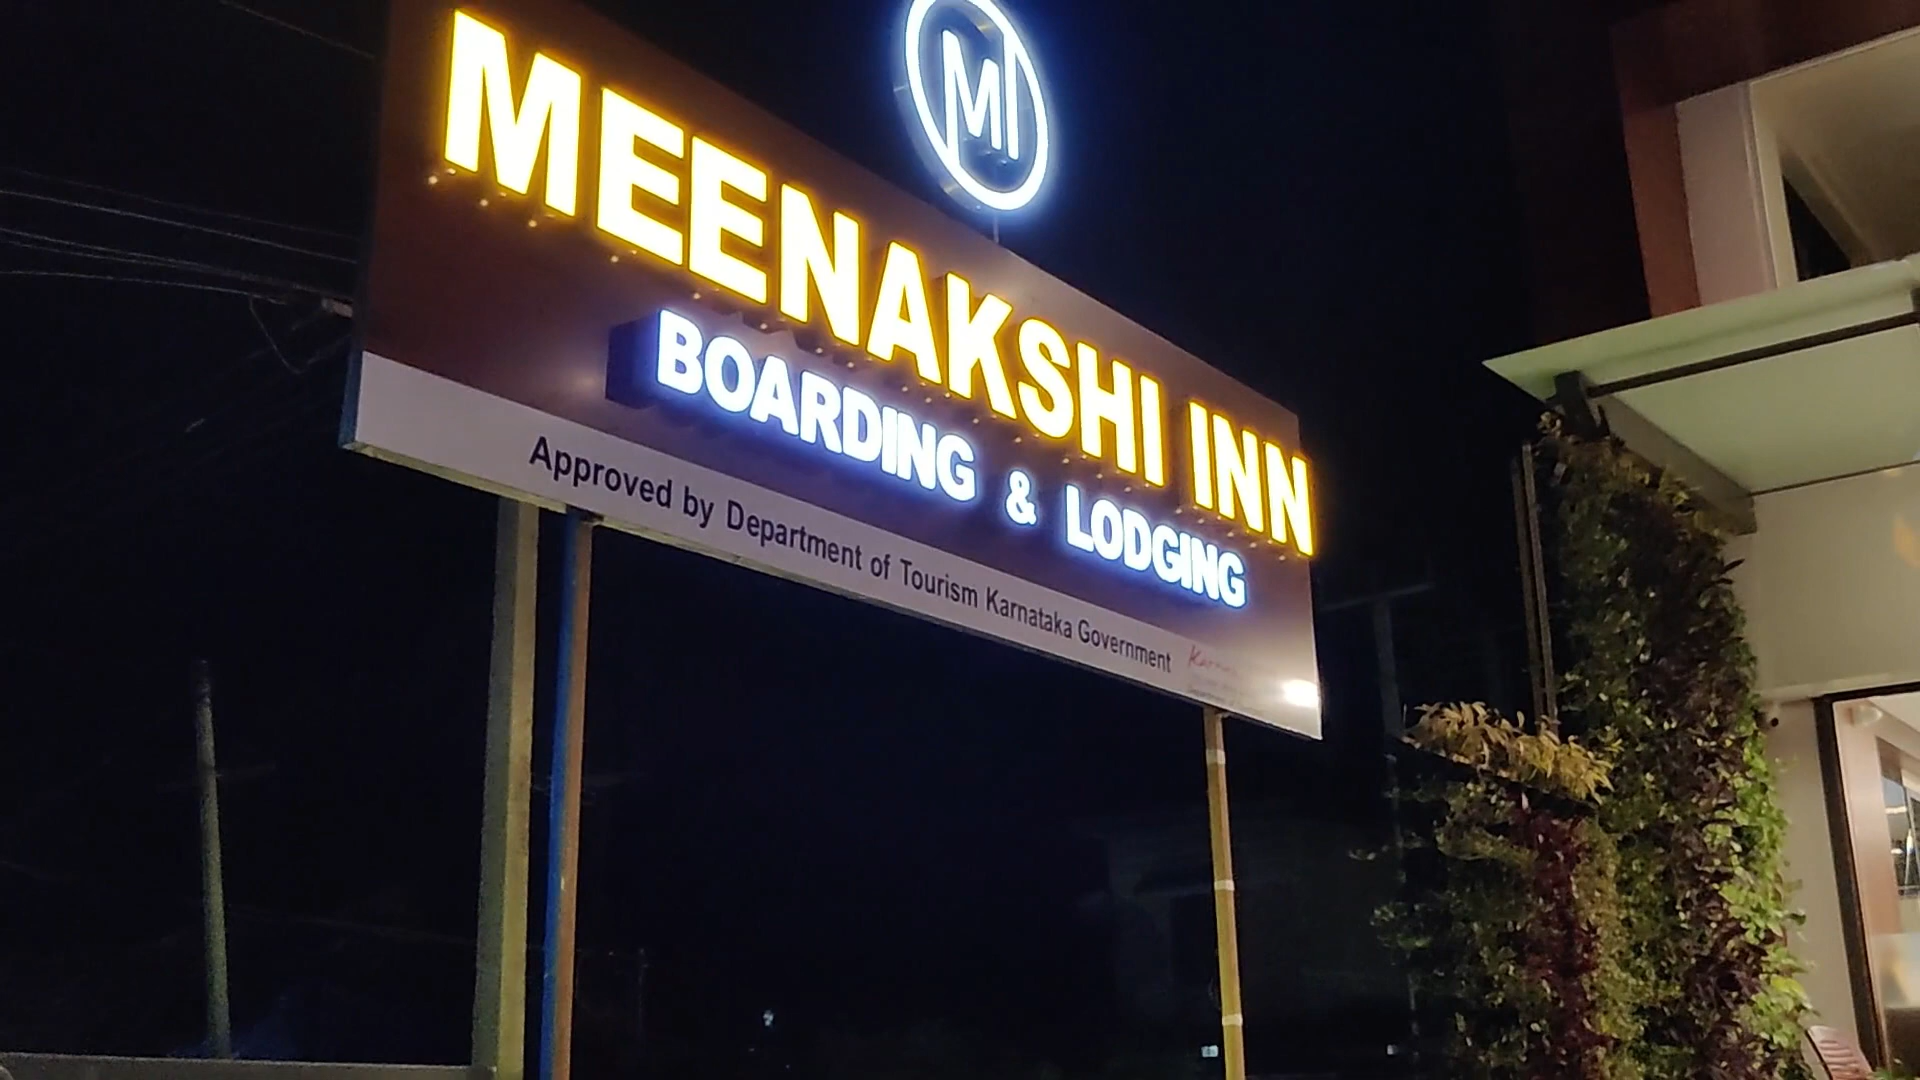 MI
MEENAKSHI INN
BOARDING & LODGING
Approved by Department of Tourism Karnataka Government